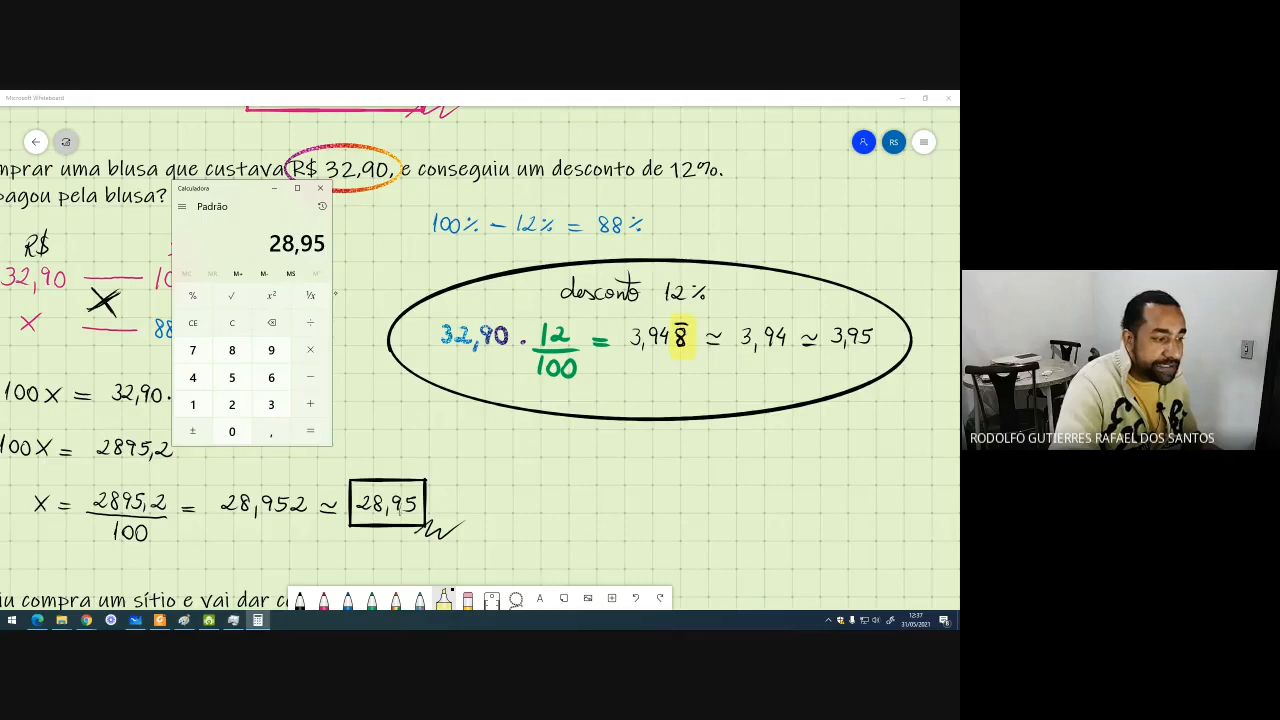 Microsoft Whiteboard
RS
mprar uma blusa que custava R$ 32,90, e conseguiu um desconto de 12%.
pagou pela blusa?
Calculadora
Padrão
28,95
MC MR M+ M- MS
% √ x² ¹/x
CE C ÷
7 8 9 ×
4 5 6 −
1 2 3 +
± 0 , =
R$
32,90 10
X 88
100X = 32,90.
100X = 2895,2
X = 2895,2/100 = 28,952 ≃ 28,95
100% − 12% = 88%
desconto 12%
32,90 . 12/100 = 3,948 ≃ 3,94 ≃ 3,95
iu compra um sítio e vai dar
A
12:37
31/05/2021
RODOLFO GUTIERRES RAFAEL DOS SANTOS